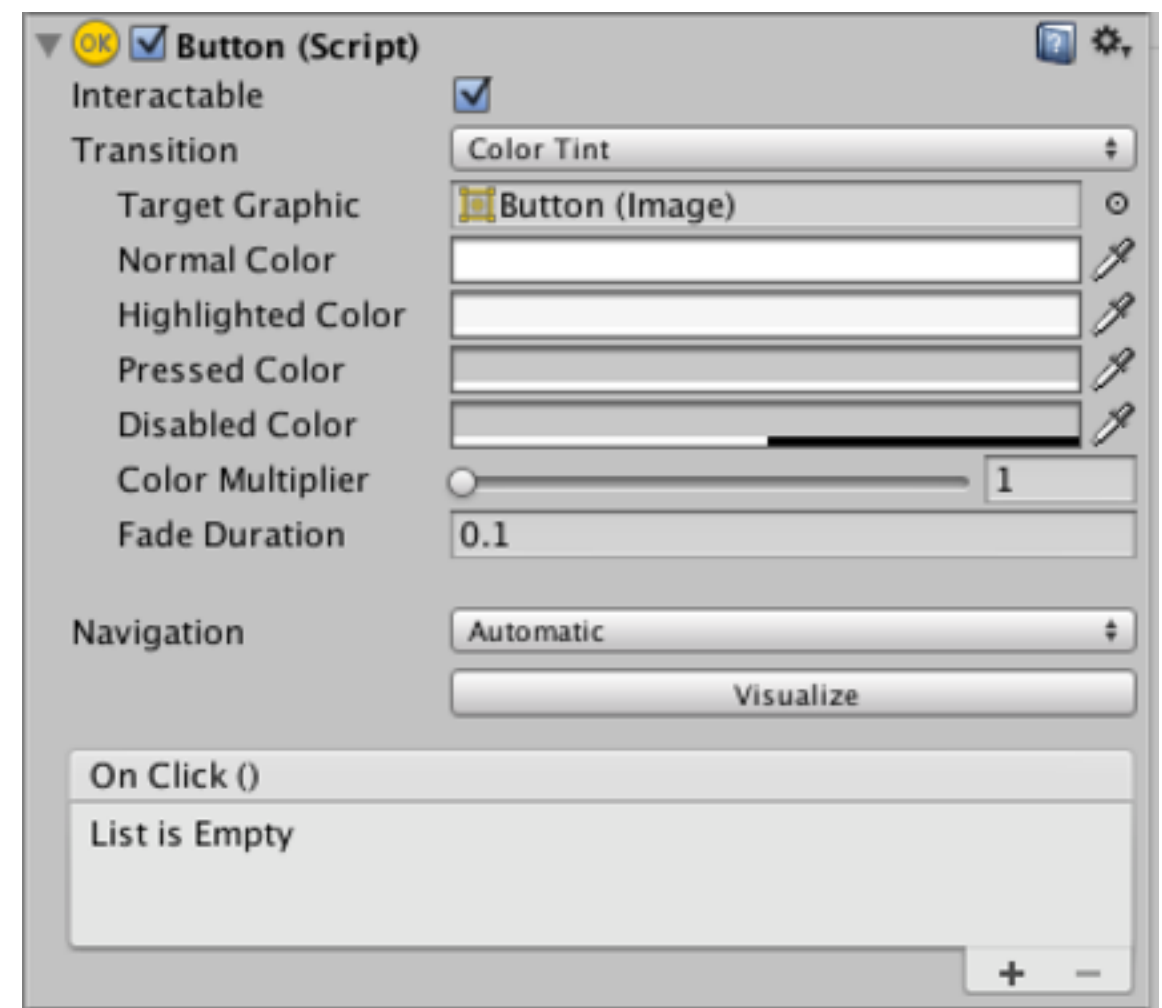 OK Button (Script) ?
Interactable
Transition Color Tint
Target Graphic Button (Image)
Normal Color
Highlighted Color
Pressed Color
Disabled Color
Color Multiplier 1
Fade Duration 0.1
Navigation Automatic
Visualize
On Click ()
List is Empty
+ −